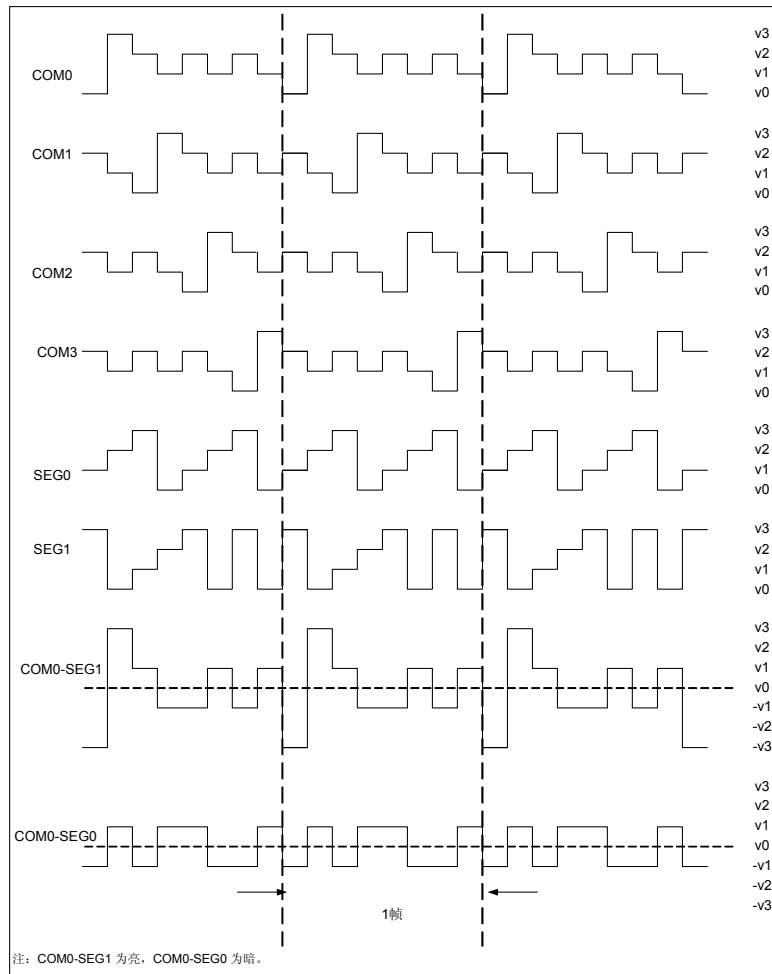 COM0
v3
v2
v1
v0
COM1
v3
v2
v1
v0
COM2
v3
v2
v1
v0
COM3
v3
v2
v1
v0
SEG0
v3
v2
v1
v0
SEG1
v3
v2
v1
v0
COM0-SEG1
v3
v2
v1
v0
-v1
-v2
-v3
COM0-SEG0
v3
v2
v1
v0
-v1
-v2
-v3
1帧
注：COM0-SEG1 为亮，COM0-SEG0 为暗。